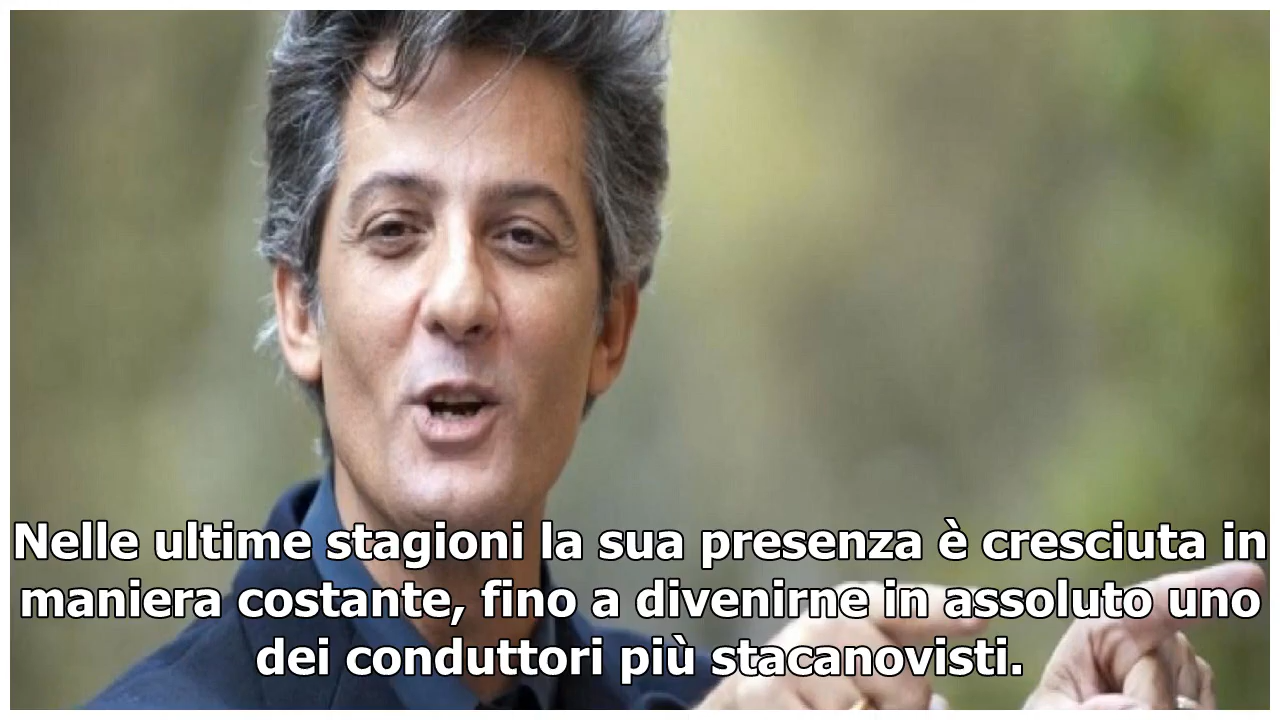 Nelle ultime stagioni la sua presenza è cresciuta in
maniera costante, fino a divenirne in assoluto uno
dei conduttori più stacanovisti.